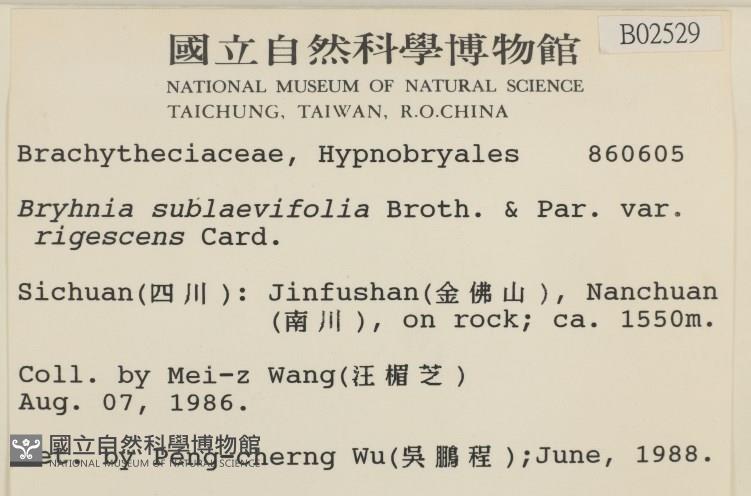 國立自然科學博物館 B02529
NATIONAL MUSEUM OF NATURAL SCIENCE
TAICHUNG, TAIWAN, R.O.CHINA
Brachytheciaceae, Hypnobryales 860605
Bryhnia sublaevifolia Broth. & Par. var.
rigescens Card.
Sichuan(四川): Jinfushan(金佛山), Nanchuan
(南川), on rock; ca. 1550m.
Coll. by Mei-z Wang(汪楣芝)
Aug. 07, 1986.
國立自然科學博物館
Det. by Peng-cherng Wu(吳鵬程);June, 1988.
NATIONAL MUSEUM OF NATURAL SCIENCE